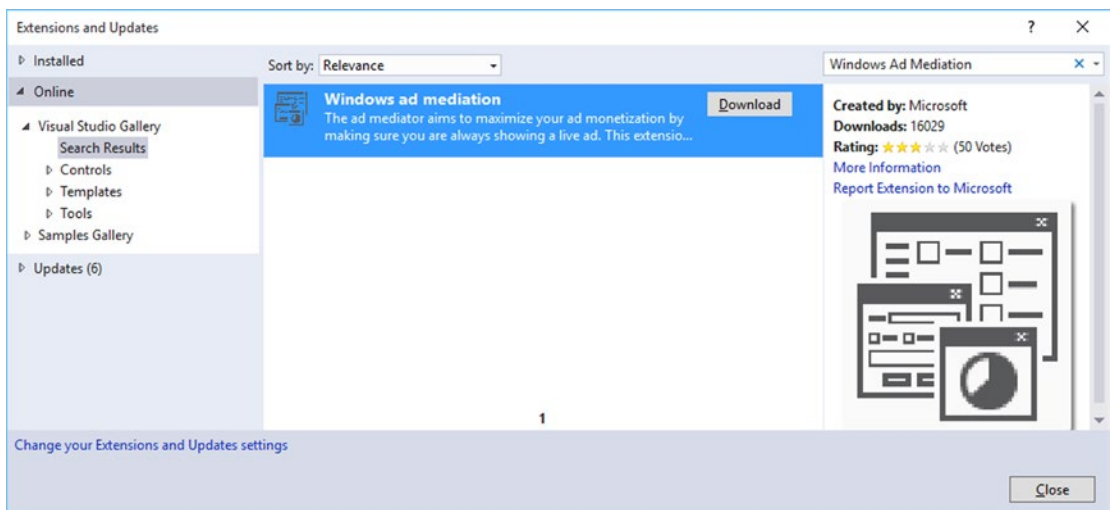 Extensions and Updates
?
Installed
Online
Visual Studio Gallery
Search Results
Controls
Templates
Tools
Samples Gallery
Updates (6)
Sort by: Relevance
Windows ad mediation
Download
The ad mediator aims to maximize your ad monetization by
making sure you are always showing a live ad. This extensio...
1
Windows Ad Mediation
Created by: Microsoft
Downloads: 16029
Rating: (50 Votes)
More Information
Report Extension to Microsoft
Change your Extensions and Updates settings
Close